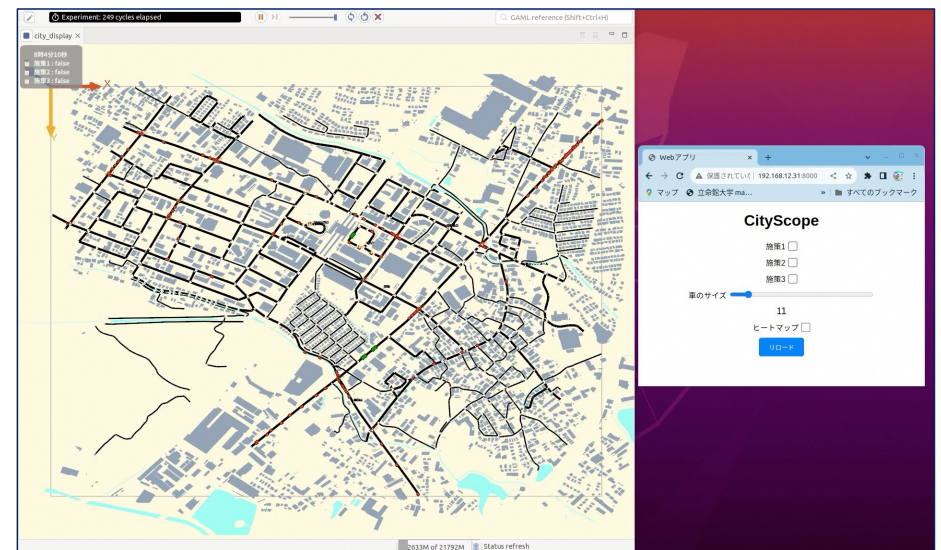 Experiment: 249 cycles elapsed
GAML reference (Shift+Ctrl+H)
city_display
8時4分10秒
施策1 : false
施策2 : false
施策3 : false
X
2633M of 21792M
Status refresh
Webアプリ
保護されていない
192.168.12.31:8000
マップ
立命館大学 ma...
»
すべてのブックマーク
CityScope
施策1
施策2
施策3
車のサイズ
11
ヒートマップ
リロード